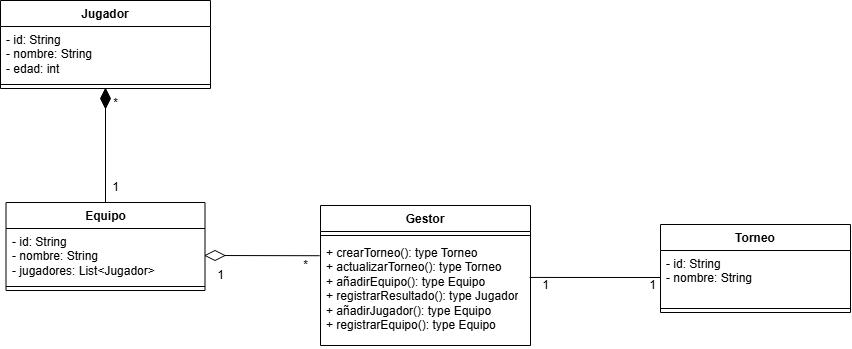 Jugador
- id: String
- nombre: String
- edad: int
*
1
Equipo
- id: String
- nombre: String
- jugadores: List<Jugador>
1
*
Gestor
+ crearTorneo(): type Torneo
+ actualizarTorneo(): type Torneo
+ añadirEquipo(): type Equipo
+ registrarResultado(): type Jugador
+ añadirJugador(): type Equipo
+ registrarEquipo(): type Equipo
1
1
Torneo
- id: String
- nombre: String